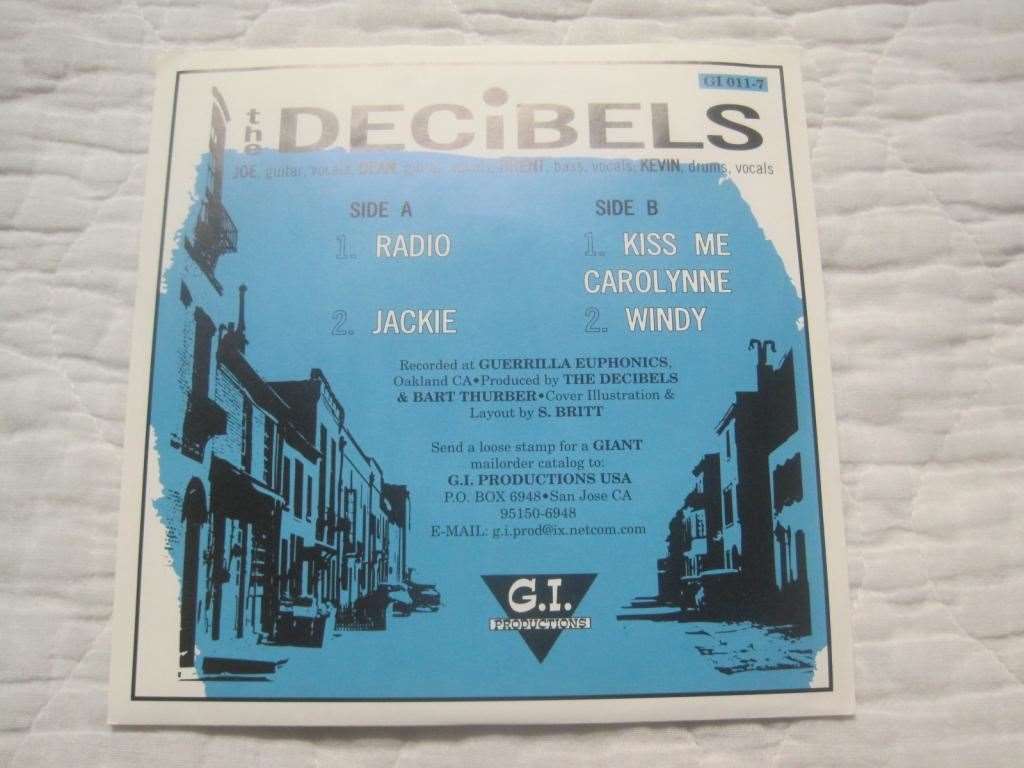 GI 011-7
the DECiBELS
JOE, guitar, vocals, DEAN, guitar, vocals, BRENT, bass, vocals, KEVIN, drums, vocals
SIDE A
1. RADIO
2. JACKIE
SIDE B
1. KISS ME
CAROLYNNE
2. WINDY
Recorded at GUERRILLA EUPHONICS,
Oakland CA•Produced by THE DECIBELS
& BART THURBER•Cover Illustration &
Layout by S. BRITT
Send a loose stamp for a GIANT
mailorder catalog to:
G.I. PRODUCTIONS USA
P.O. BOX 6948•San Jose CA
95150-6948
E-MAIL: g.i.prod@ix.netcom.com
G.I.
PRODUCTIONS